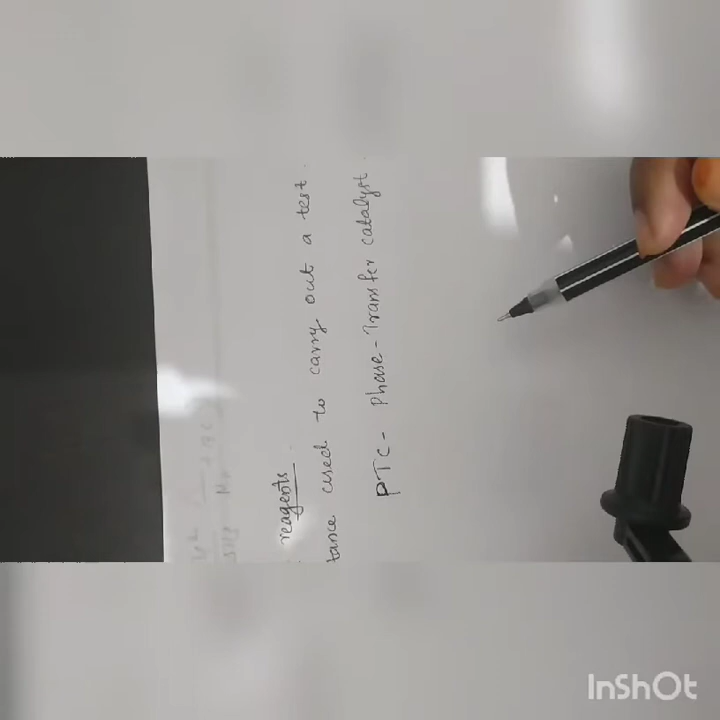 reagents
tance used to carry out a test.
PTC - Phase-Transfer catalyst.
InShOt